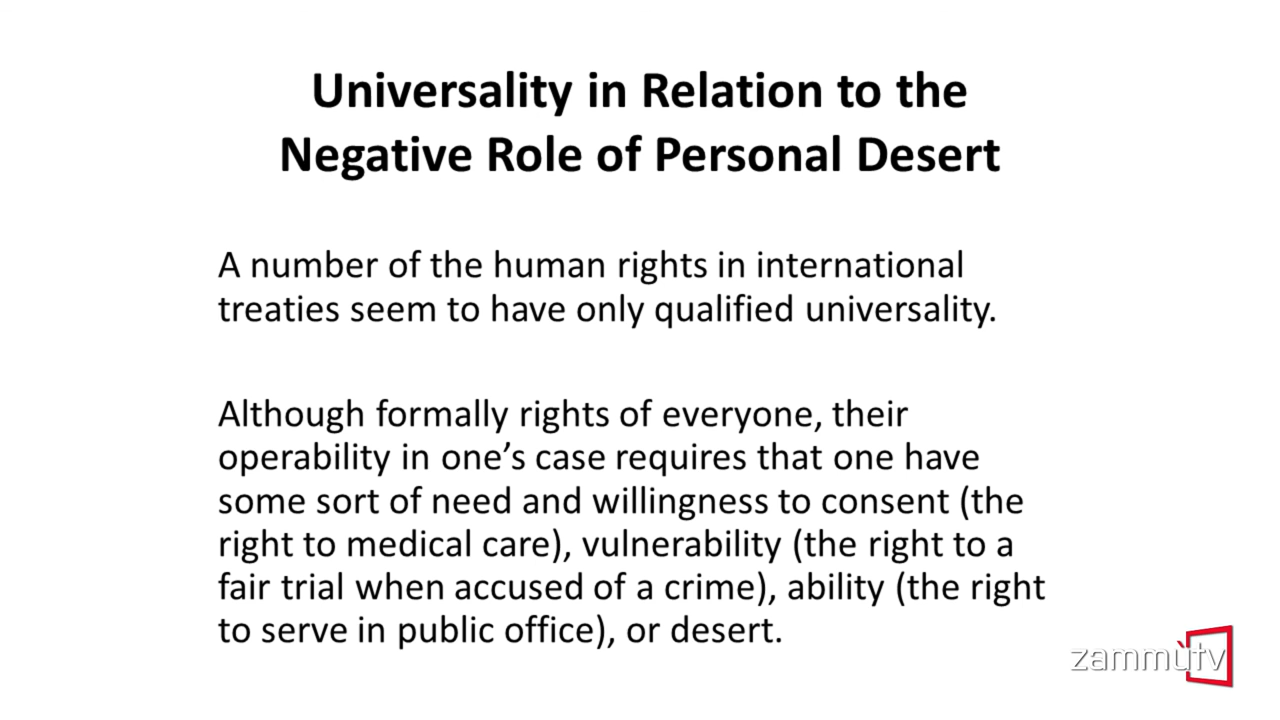 Universality in Relation to the
Negative Role of Personal Desert
A number of the human rights in international
treaties seem to have only qualified universality.
Although formally rights of everyone, their
operability in one’s case requires that one have
some sort of need and willingness to consent (the
right to medical care), vulnerability (the right to a
fair trial when accused of a crime), ability (the right
to serve in public office), or desert.
zammùtv